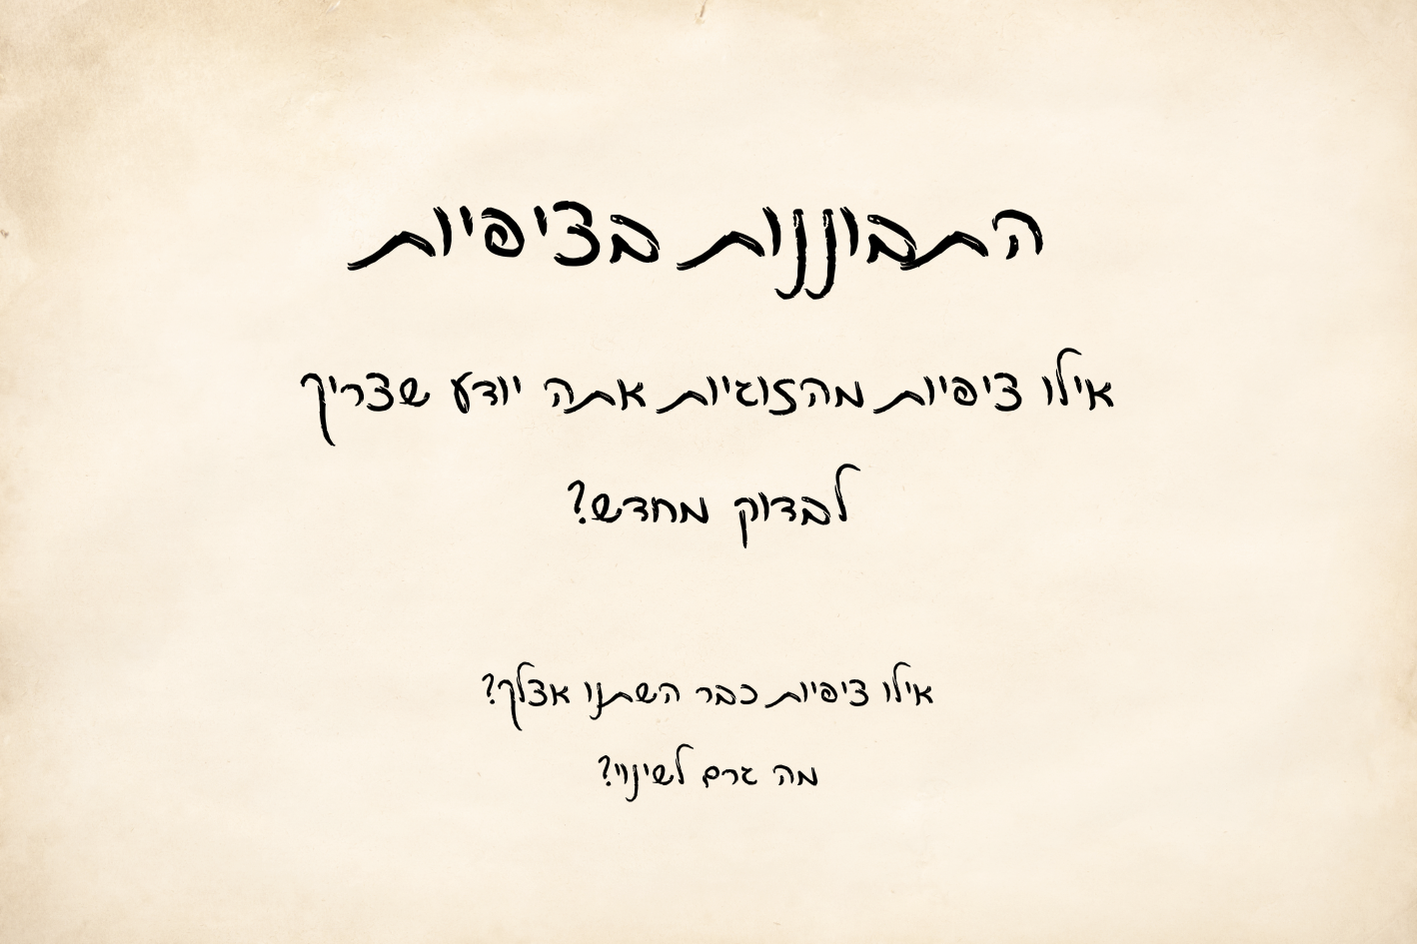 התבוננות בציפיות
אילו ציפיות מהזוגיות אתה יודע שצריך
לבדוק מחדש?
אילו ציפיות כבר השתנו אצלך?
מה גרם לשינוי?